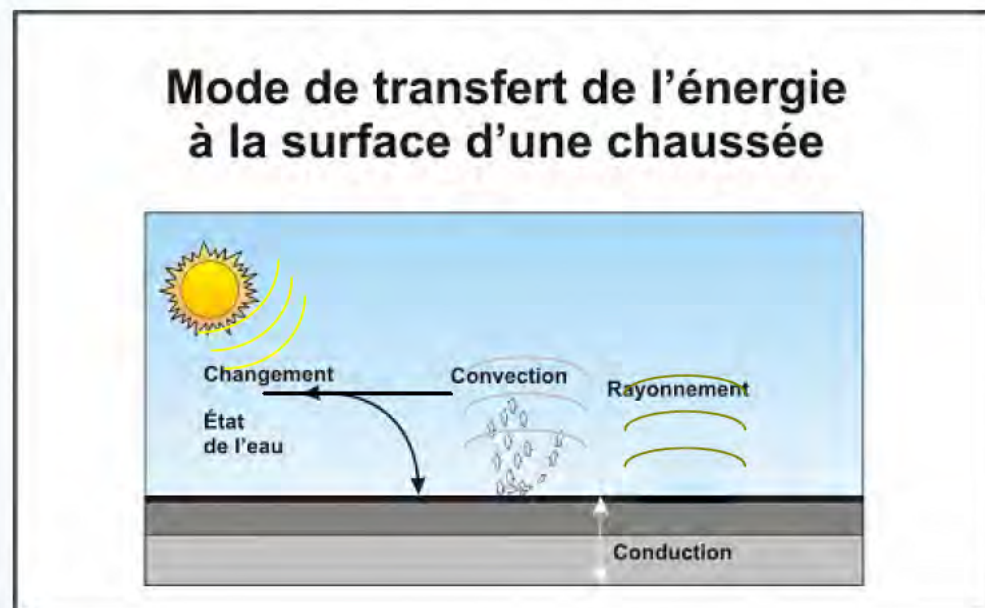 Mode de transfert de l’énergie
à la surface d’une chaussée
Changement
État
de l’eau
Convection
Rayonnement
Conduction